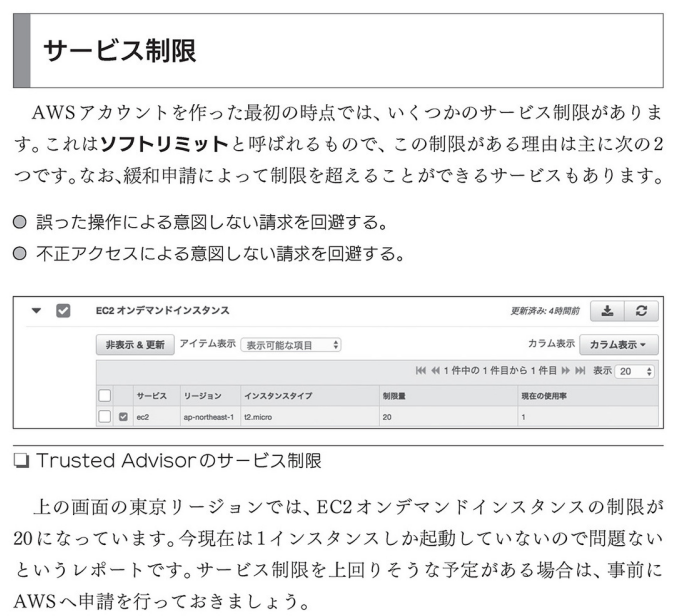 サービス制限
AWSアカウントを作った最初の時点では、いくつかのサービス制限がありま
す。これはソフトリミットと呼ばれるもので、この制限がある理由は主に次の2
つです。なお、緩和申請によって制限を超えることができるサービスもあります。
● 誤った操作による意図しない請求を回避する。
● 不正アクセスによる意図しない請求を回避する。
EC2 オンデマンドインスタンス 更新済み: 4時間前
非表示 & 更新 アイテム表示 表示可能な項目 カラム表示 カラム表示
1 件中の 1 件目から 1 件目 表示 20
サービス リージョン インスタンスタイプ 制限量 現在の使用率
ec2 ap-northeast-1 t2.micro 20 1
❏ Trusted Advisorのサービス制限
上の画面の東京リージョンでは、EC2オンデマンドインスタンスの制限が
20になっています。今現在は1インスタンスしか起動していないので問題ない
というレポートです。サービス制限を上回りそうな予定がある場合は、事前に
AWSへ申請を行っておきましょう。